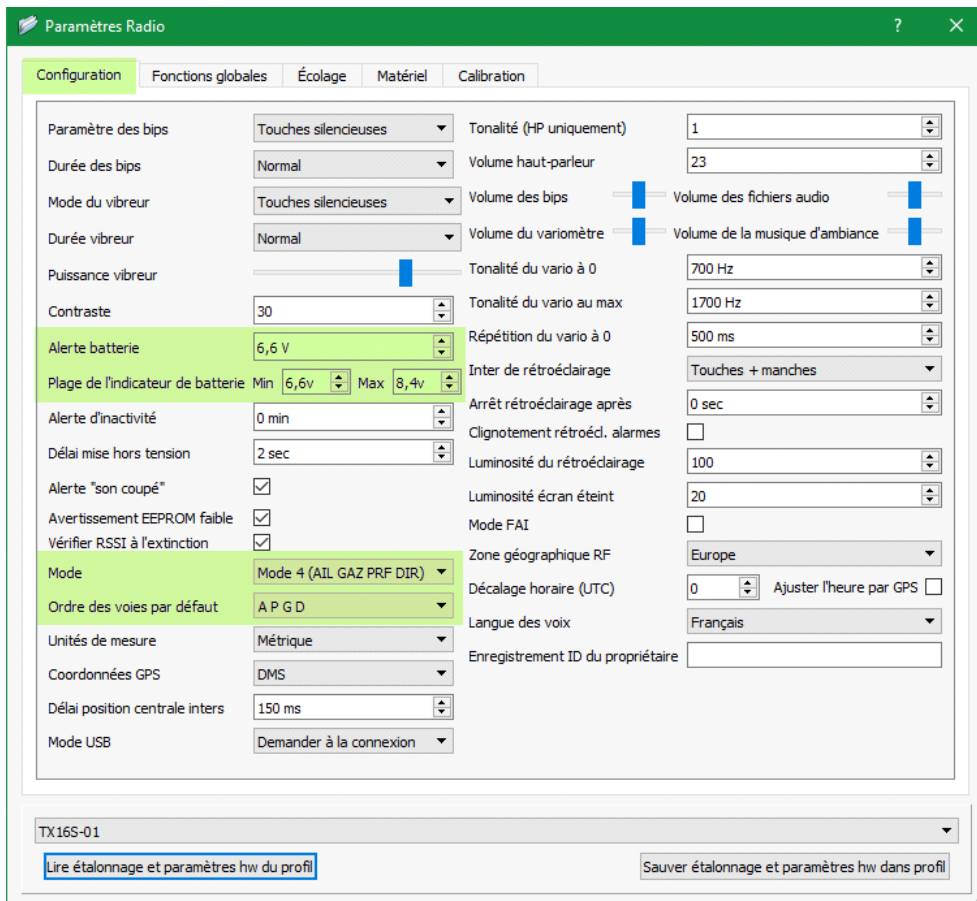 Paramètres Radio ? ×
Configuration Fonctions globales Écolage Matériel Calibration
Paramètre des bips Touches silencieuses
Durée des bips Normal
Mode du vibreur Touches silencieuses
Durée vibreur Normal
Puissance vibreur
Contraste 30
Alerte batterie 6,6 V
Plage de l'indicateur de batterie Min 6,6v Max 8,4v
Alerte d'inactivité 0 min
Délai mise hors tension 2 sec
Alerte "son coupé"
Avertissement EEPROM faible
Vérifier RSSI à l'extinction
Mode Mode 4 (AIL GAZ PRF DIR)
Ordre des voies par défaut A P G D
Unités de mesure Métrique
Coordonnées GPS DMS
Délai position centrale inters 150 ms
Mode USB Demander à la connexion
Tonalité (HP uniquement) 1
Volume haut-parleur 23
Volume des bips Volume des fichiers audio
Volume du variomètre Volume de la musique d'ambiance
Tonalité du vario à 0 700 Hz
Tonalité du vario au max 1700 Hz
Répétition du vario à 0 500 ms
Inter de rétroéclairage Touches + manches
Arrêt rétroéclairage après 0 sec
Clignotement rétroécl. alarmes
Luminosité du rétroéclairage 100
Luminosité écran éteint 20
Mode FAI
Zone géographique RF Europe
Décalage horaire (UTC) 0 Ajuster l'heure par GPS
Langue des voix Français
Enregistrement ID du propriétaire
TX16S-01
Lire étalonnage et paramètres hw du profil Sauver étalonnage et paramètres hw dans profil